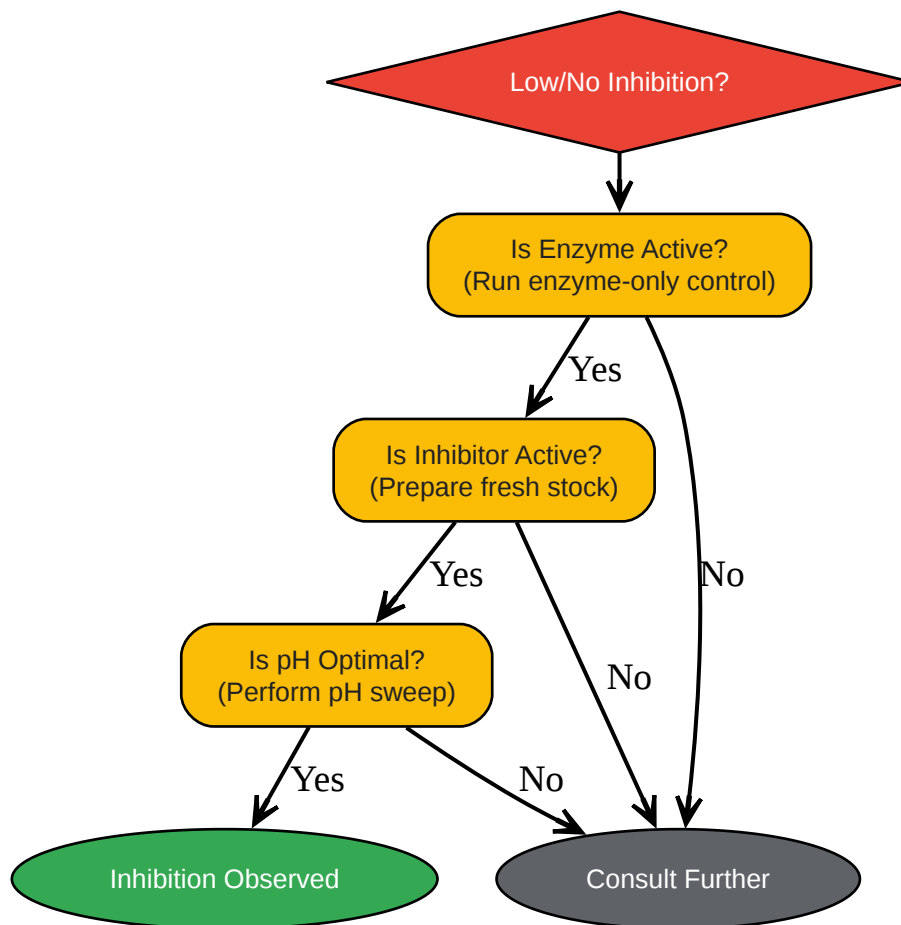 Low/No Inhibition?
Is Enzyme Active?
(Run enzyme-only control)
Yes
Is Inhibitor Active?
(Prepare fresh stock)
Yes
No
Is pH Optimal?
(Perform pH sweep)
No
Yes
No
Inhibition Observed
Consult Further